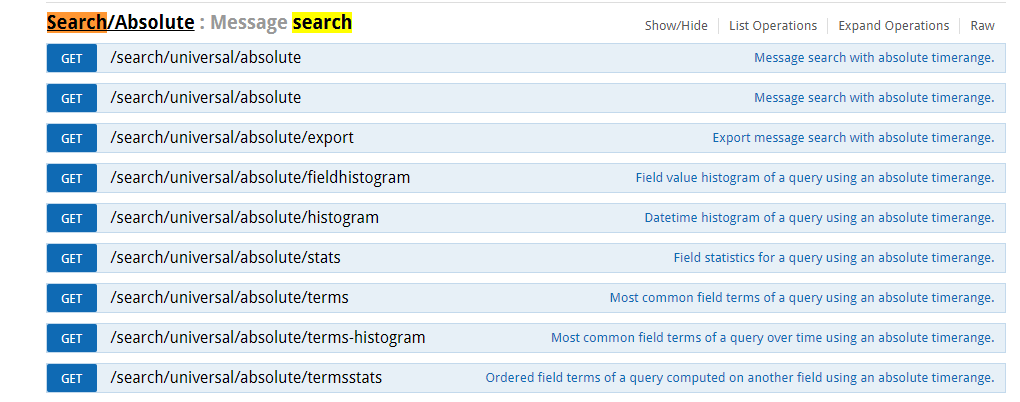 Search/Absolute : Message search Show/Hide List Operations Expand Operations Raw
GET /search/universal/absolute Message search with absolute timerange.
GET /search/universal/absolute Message search with absolute timerange.
GET /search/universal/absolute/export Export message search with absolute timerange.
GET /search/universal/absolute/fieldhistogram Field value histogram of a query using an absolute timerange.
GET /search/universal/absolute/histogram Datetime histogram of a query using an absolute timerange.
GET /search/universal/absolute/stats Field statistics for a query using an absolute timerange.
GET /search/universal/absolute/terms Most common field terms of a query using an absolute timerange.
GET /search/universal/absolute/terms-histogram Most common field terms of a query over time using an absolute timerange.
GET /search/universal/absolute/termsstats Ordered field terms of a query computed on another field using an absolute timerange.